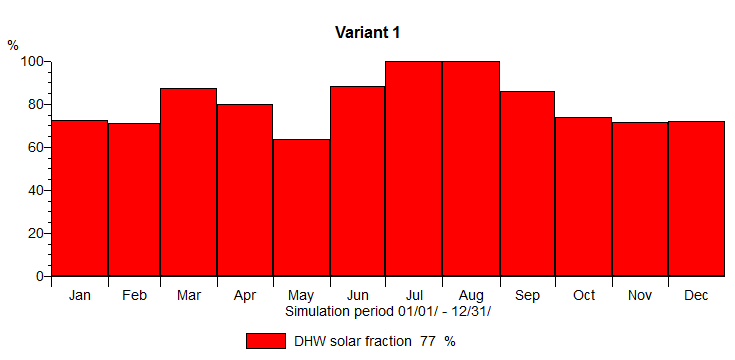 Variant 1
%
100
80
60
40
20
0
Jan Feb Mar Apr May Jun Jul Aug Sep Oct Nov Dec
Simulation period 01/01/ - 12/31/
DHW solar fraction 77 %